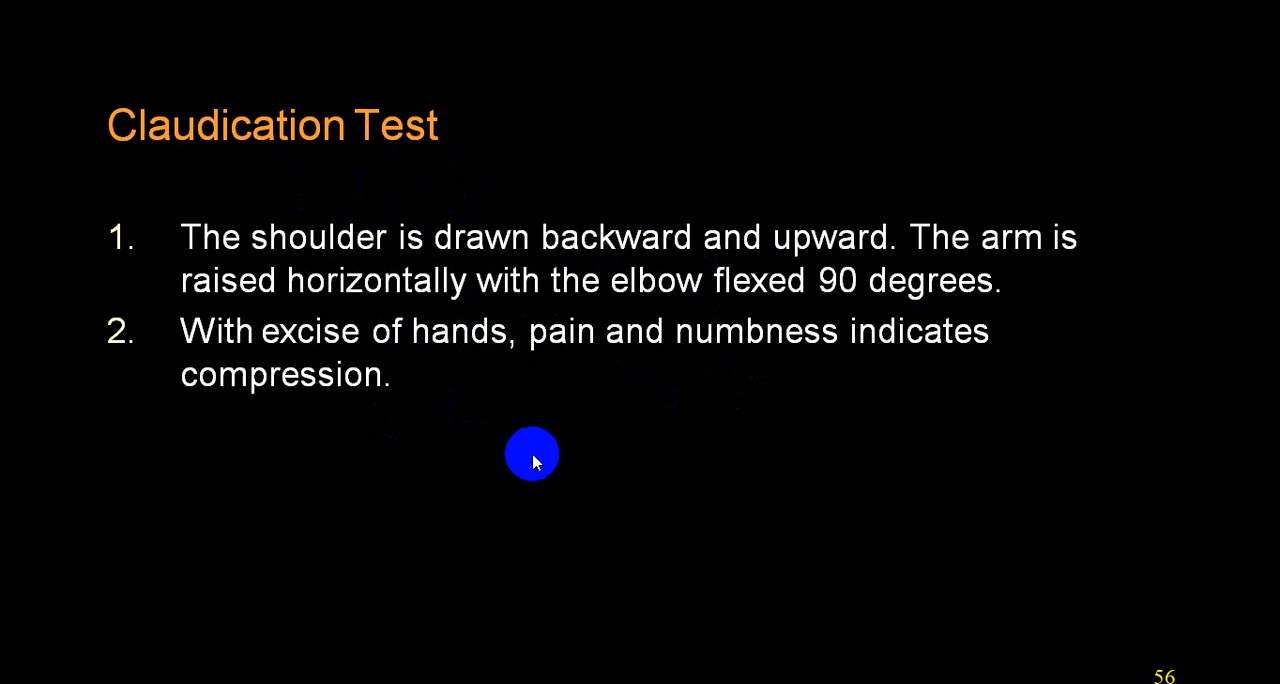 Claudication Test
1. The shoulder is drawn backward and upward. The arm is
raised horizontally with the elbow flexed 90 degrees.
2. With excise of hands, pain and numbness indicates
compression.
56